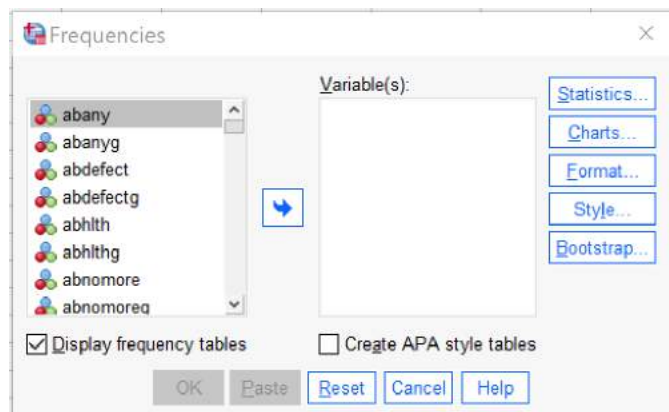 Frequencies
Variable(s):
abany
abanyg
abdefect
abdefectg
abhlth
abhlthg
abnomore
abnomoreg
Statistics...
Charts...
Format...
Style...
Bootstrap...
Display frequency tables
Create APA style tables
OK Paste Reset Cancel Help